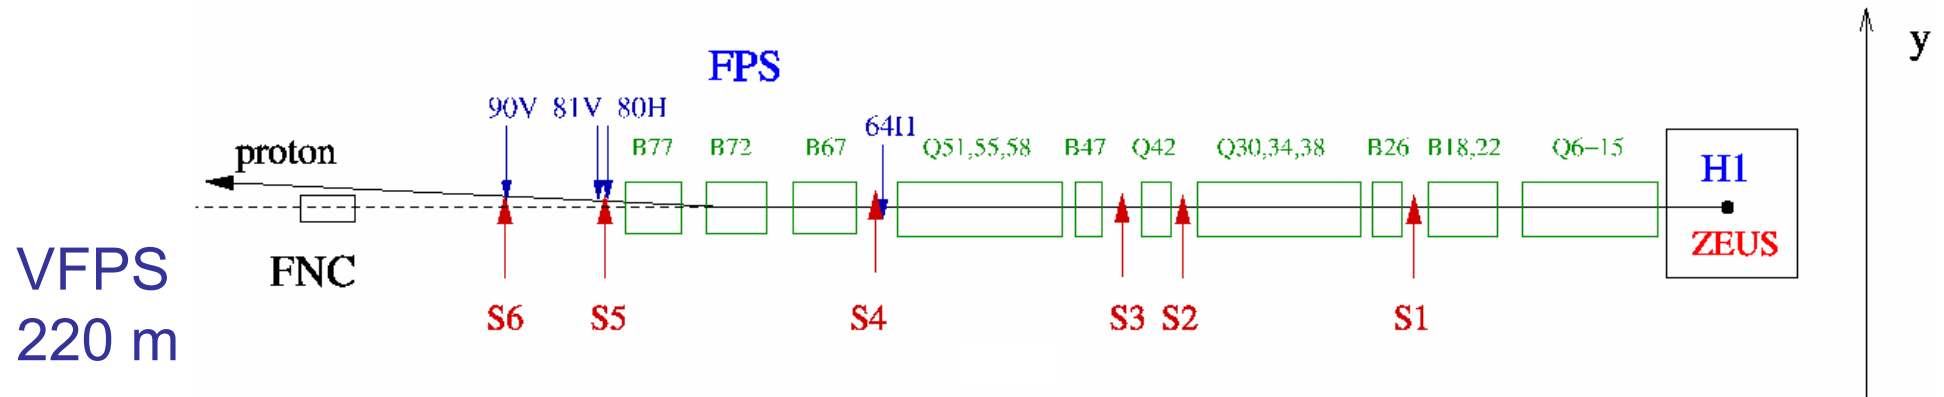 y
FPS
90V 81V 80H
64H
B77 B72 B67 Q51,55,58 B47 Q42 Q30,34,38 B26 B18,22 Q6−15
proton
H1
ZEUS
FNC
VFPS
220 m
S6 S5 S4 S3 S2 S1